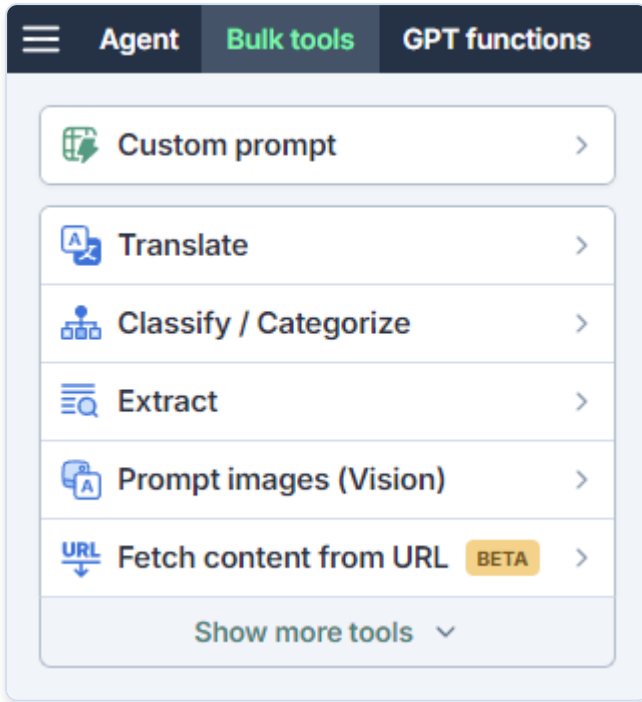 Agent Bulk tools GPT functions
Custom prompt
A
Translate
Classify / Categorize
Extract
A
Prompt images (Vision)
URL
Fetch content from URL BETA
Show more tools